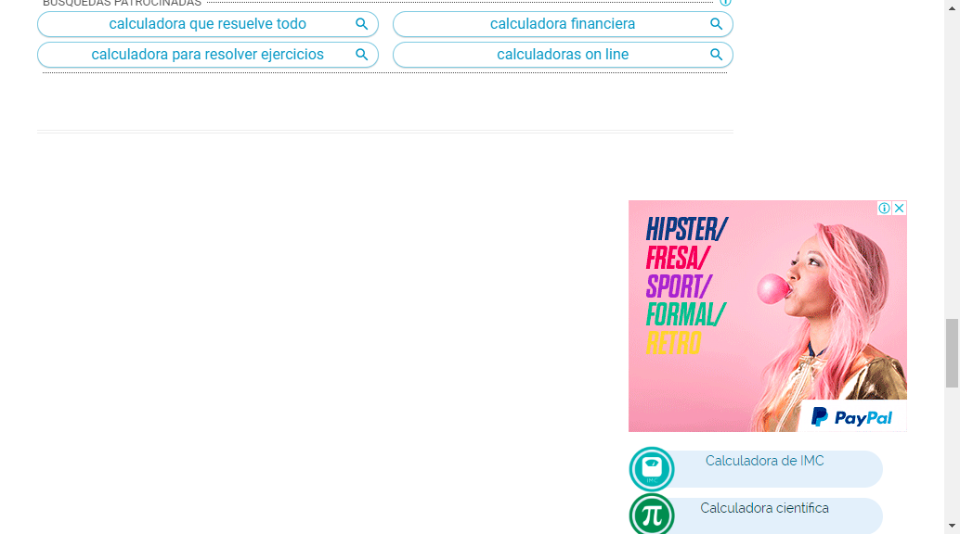 BÚSQUEDAS PATROCINADAS
calculadora que resuelve todo
calculadora financiera
calculadora para resolver ejercicios
calculadoras on line
HIPSTER/
FRESA/
SPORT/
FORMAL/
RETRO
PayPal
IMC
Calculadora de IMC
π
Calculadora científica